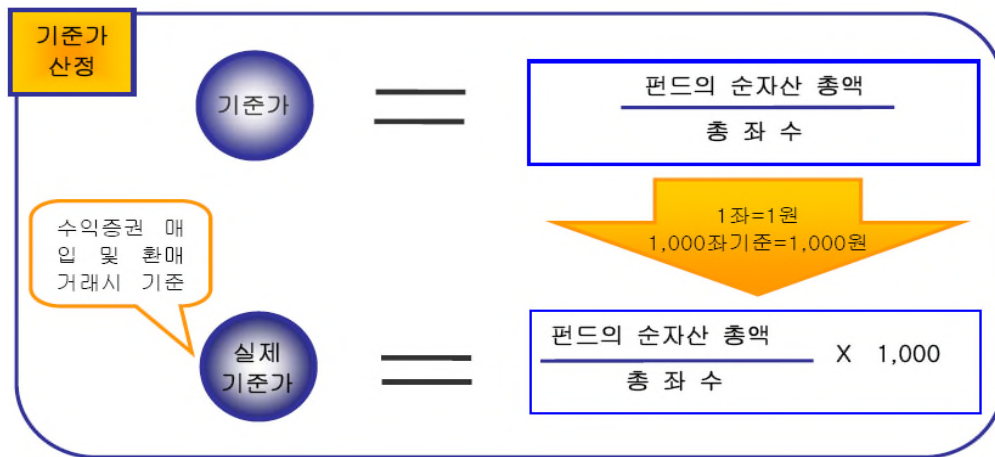 기준가
산정
기준가
펀드의 순자산 총액
총 좌 수
1좌=1원
1,000좌기준=1,000원
수익증권 매
입 및 환매
거래시 기준
실제
기준가
펀드의 순자산 총액
총 좌 수
X 1,000